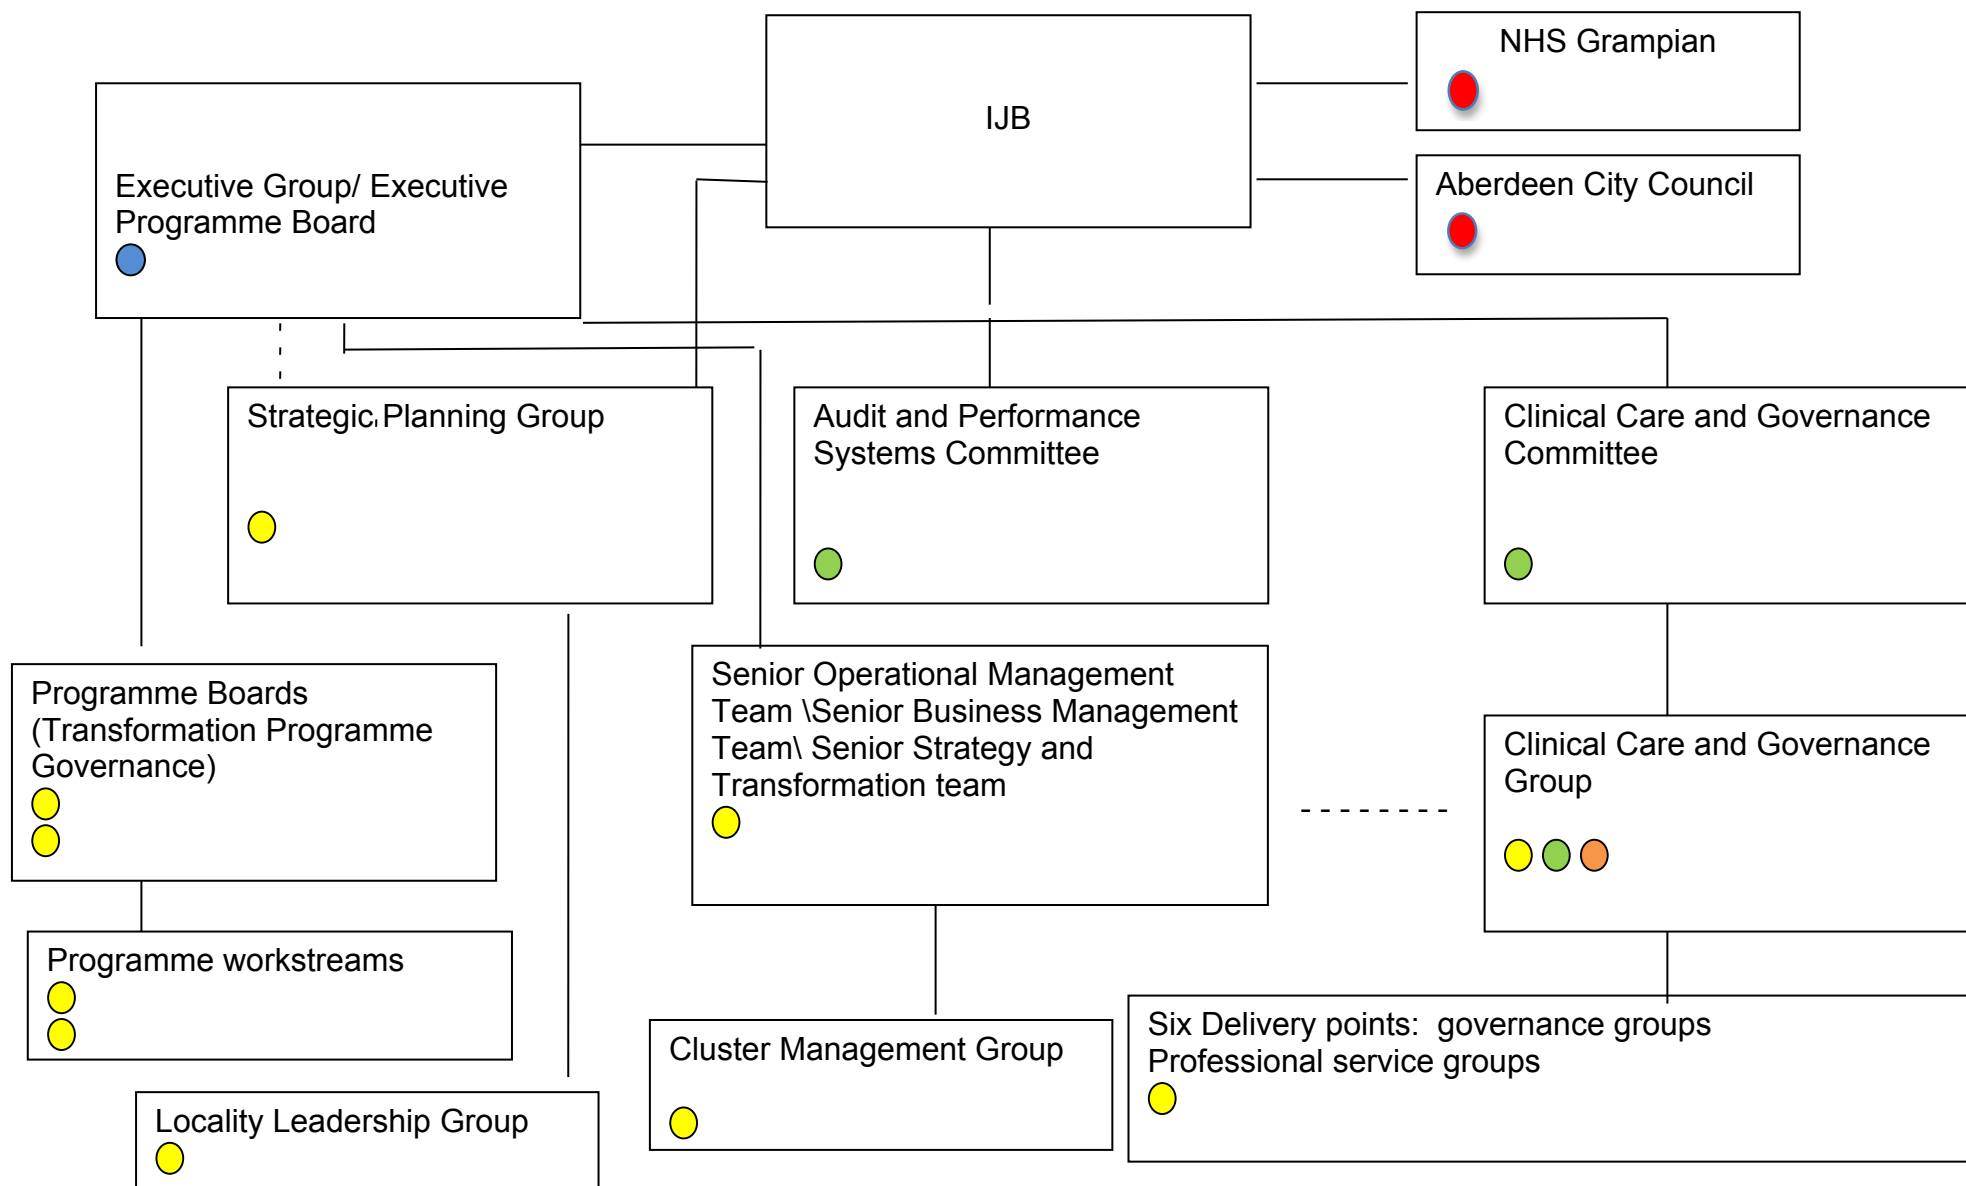 NHS Grampian
IJB
Aberdeen City Council
Executive Group/ Executive
Programme Board
Strategic Planning Group
Audit and Performance
Systems Committee
Clinical Care and Governance
Committee
Programme Boards
(Transformation Programme
Governance)
Senior Operational Management
Team \Senior Business Management
Team\ Senior Strategy and
Transformation team
Clinical Care and Governance
Group
Programme workstreams
Cluster Management Group
Six Delivery points:  governance groups
Professional service groups
Locality Leadership Group